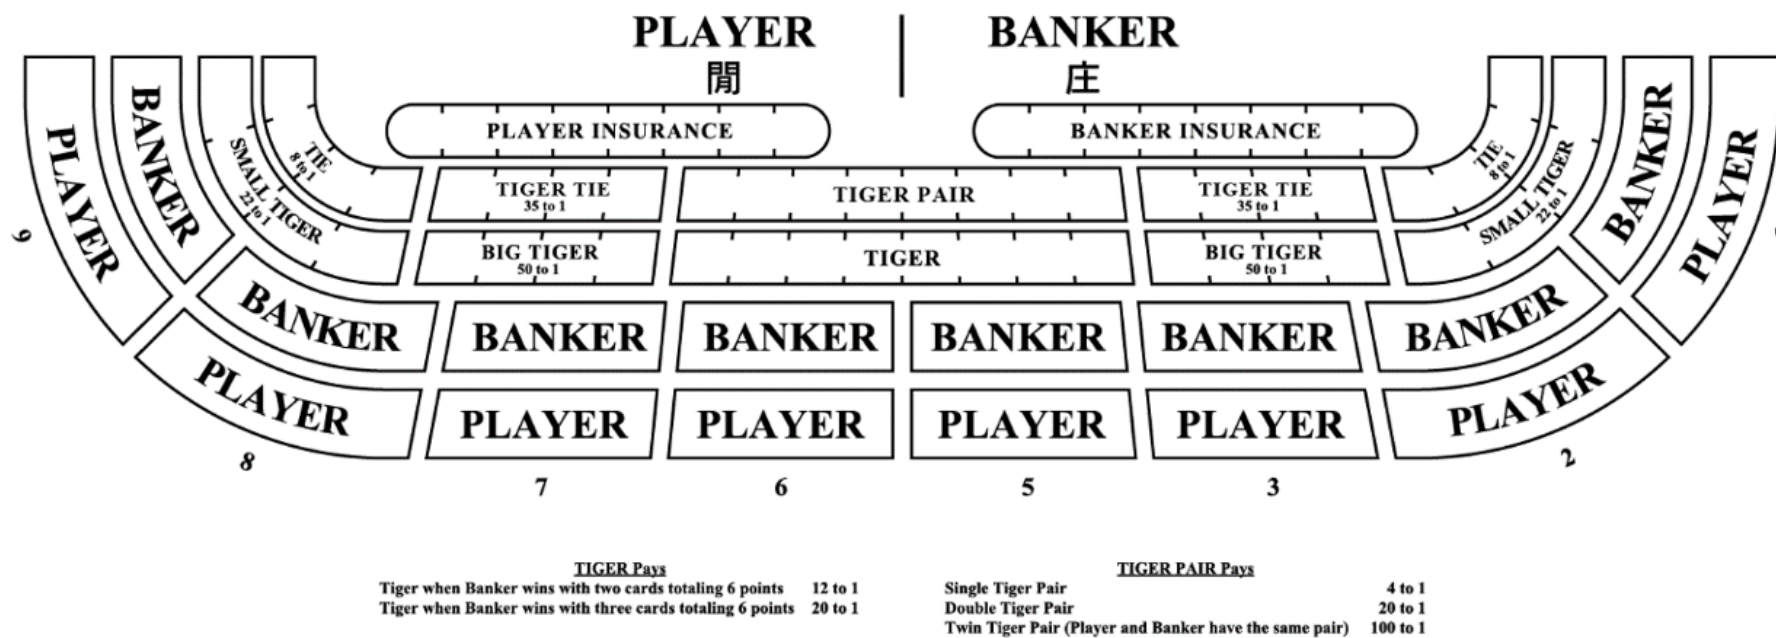 PLAYER
BANKER
閒
庄
PLAYER INSURANCE
BANKER INSURANCE
PLAYER
BANKER
SMALL TIGER
22 to 1
TIE
8 to 1
TIGER TIE
35 to 1
TIGER PAIR
TIGER TIE
35 to 1
TIE
8 to 1
SMALL TIGER
22 to 1
BANKER
PLAYER
BIG TIGER
50 to 1
TIGER
BIG TIGER
50 to 1
BANKER
BANKER
BANKER
BANKER
BANKER
BANKER
PLAYER
PLAYER
PLAYER
PLAYER
PLAYER
PLAYER
9
8
7
6
5
3
2
TIGER Pays
Tiger when Banker wins with two cards totaling 6 points 12 to 1
Tiger when Banker wins with three cards totaling 6 points 20 to 1
TIGER PAIR Pays
Single Tiger Pair 4 to 1
Double Tiger Pair 20 to 1
Twin Tiger Pair (Player and Banker have the same pair) 100 to 1